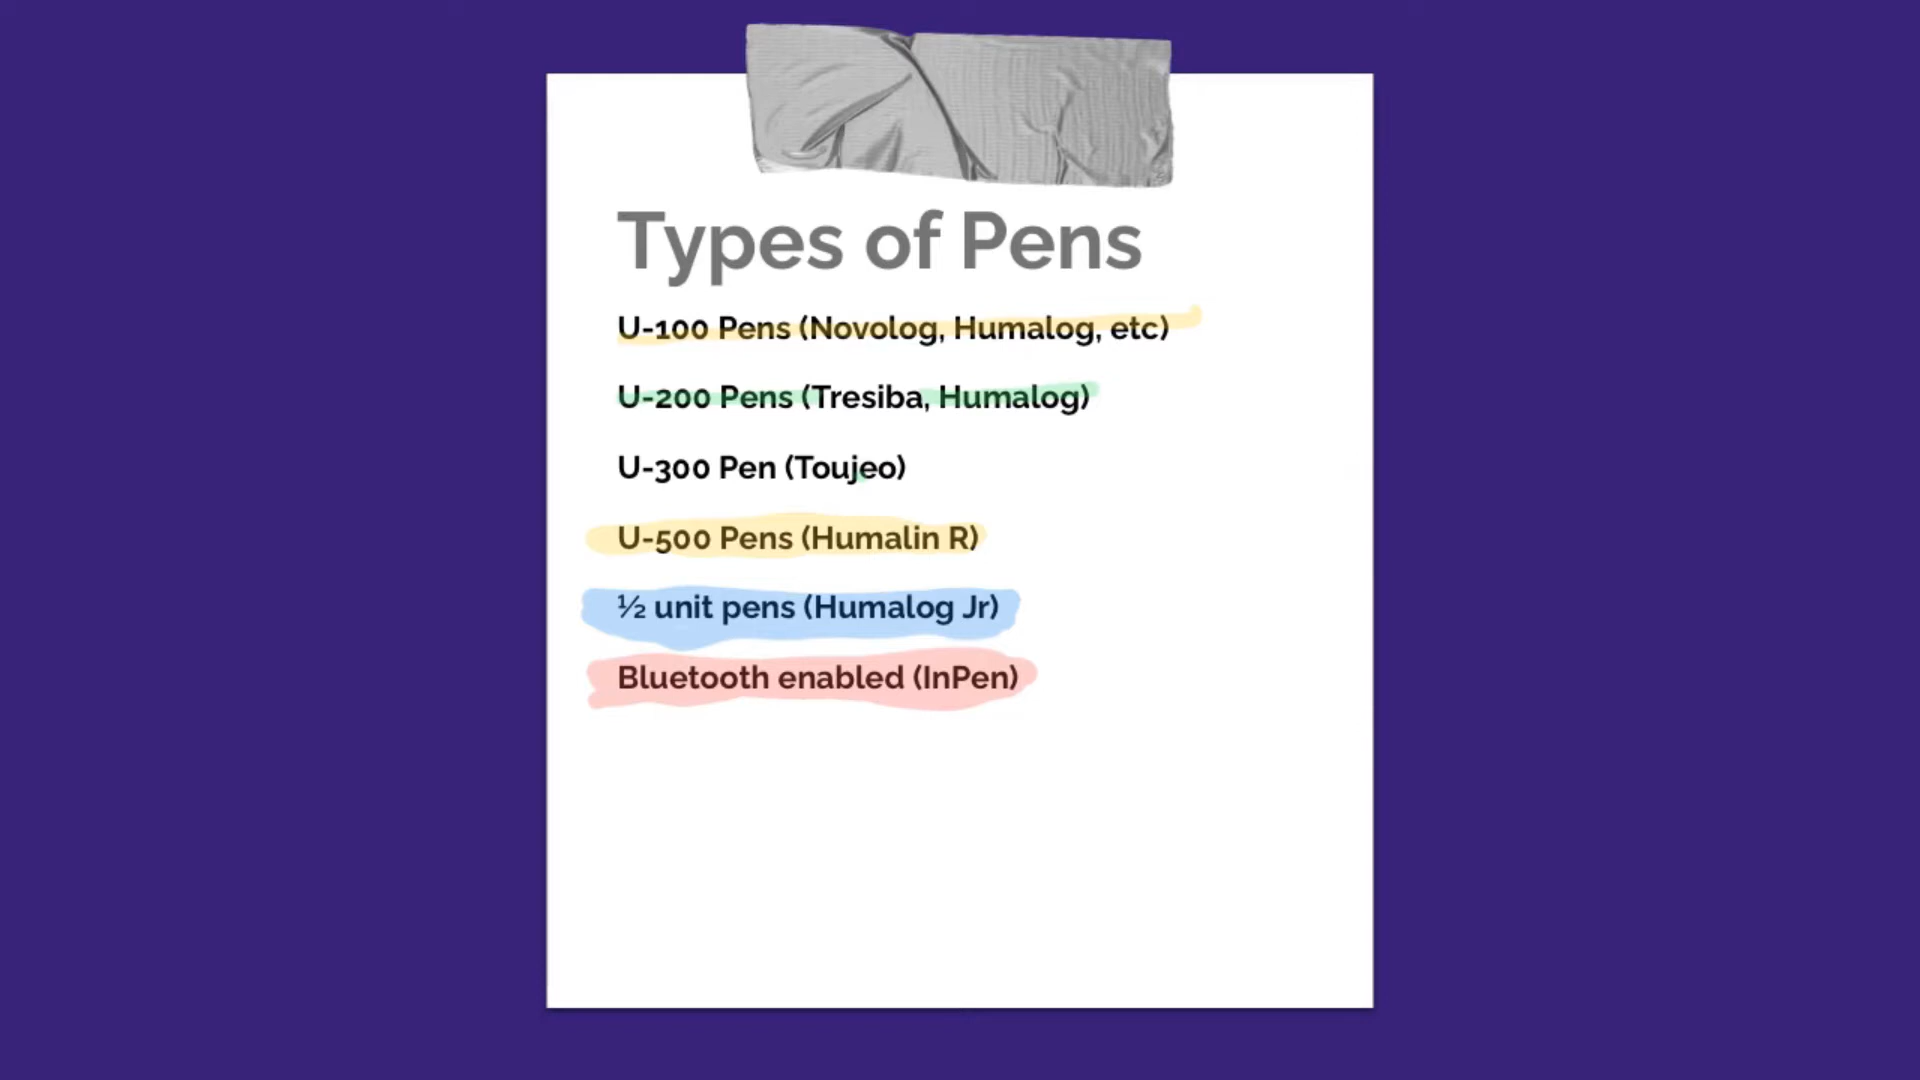 Types of Pens
U-100 Pens (Novolog, Humalog, etc)
U-200 Pens (Tresiba, Humalog)
U-300 Pen (Toujeo)
U-500 Pens (Humalin R)
½ unit pens (Humalog Jr)
Bluetooth enabled (InPen)